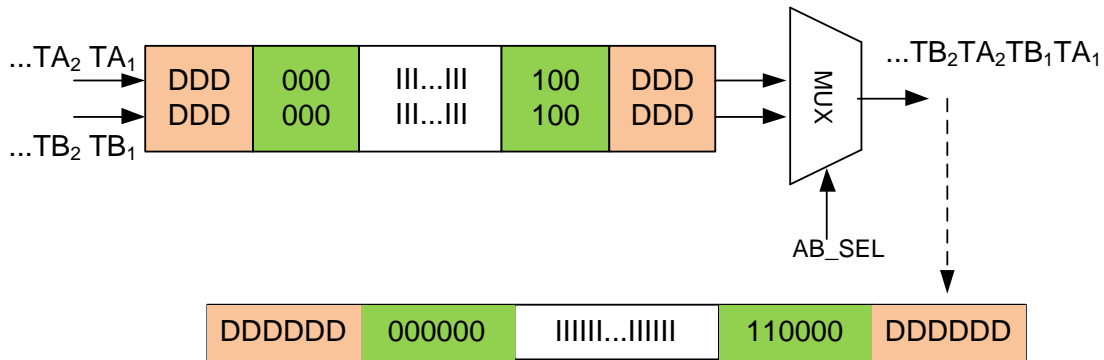 ...TA₂ TA₁
...TB₂ TB₁
DDD 000 III...III 100 DDD
DDD 000 III...III 100 DDD
MUX
...TB₂TA₂TB₁TA₁
AB_SEL
DDDDDD 000000 IIIIII...IIIIII 110000 DDDDDD